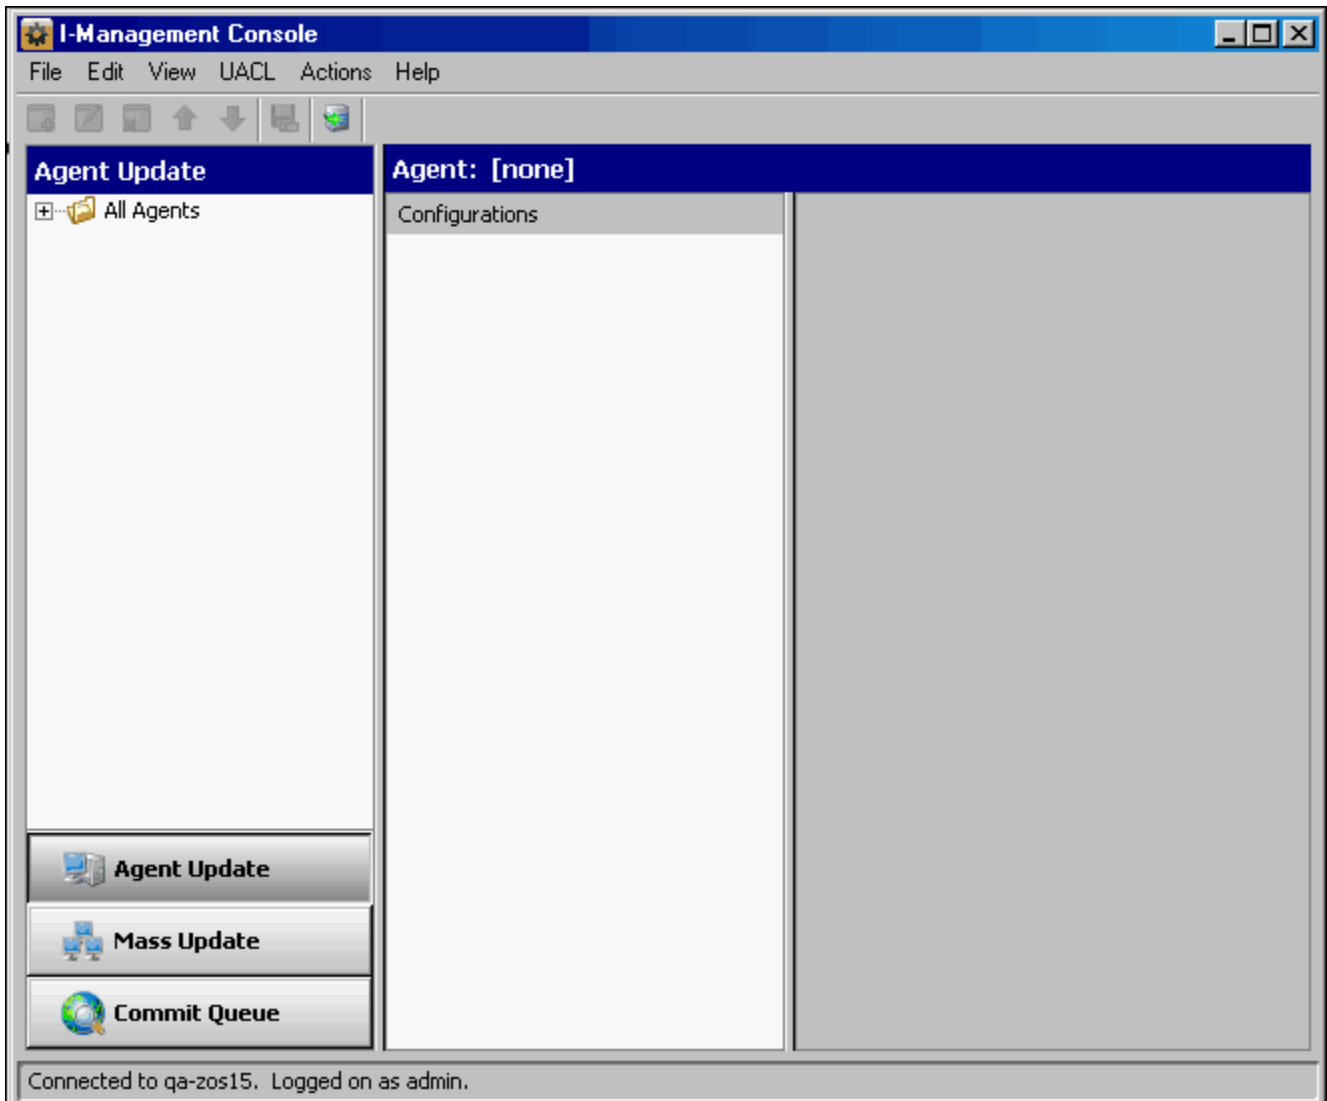 I-Management Console
File Edit View UACL Actions Help
Agent Update
Agent: [none]
All Agents
Configurations
Agent Update
Mass Update
Commit Queue
Connected to qa-zos15. Logged on as admin.